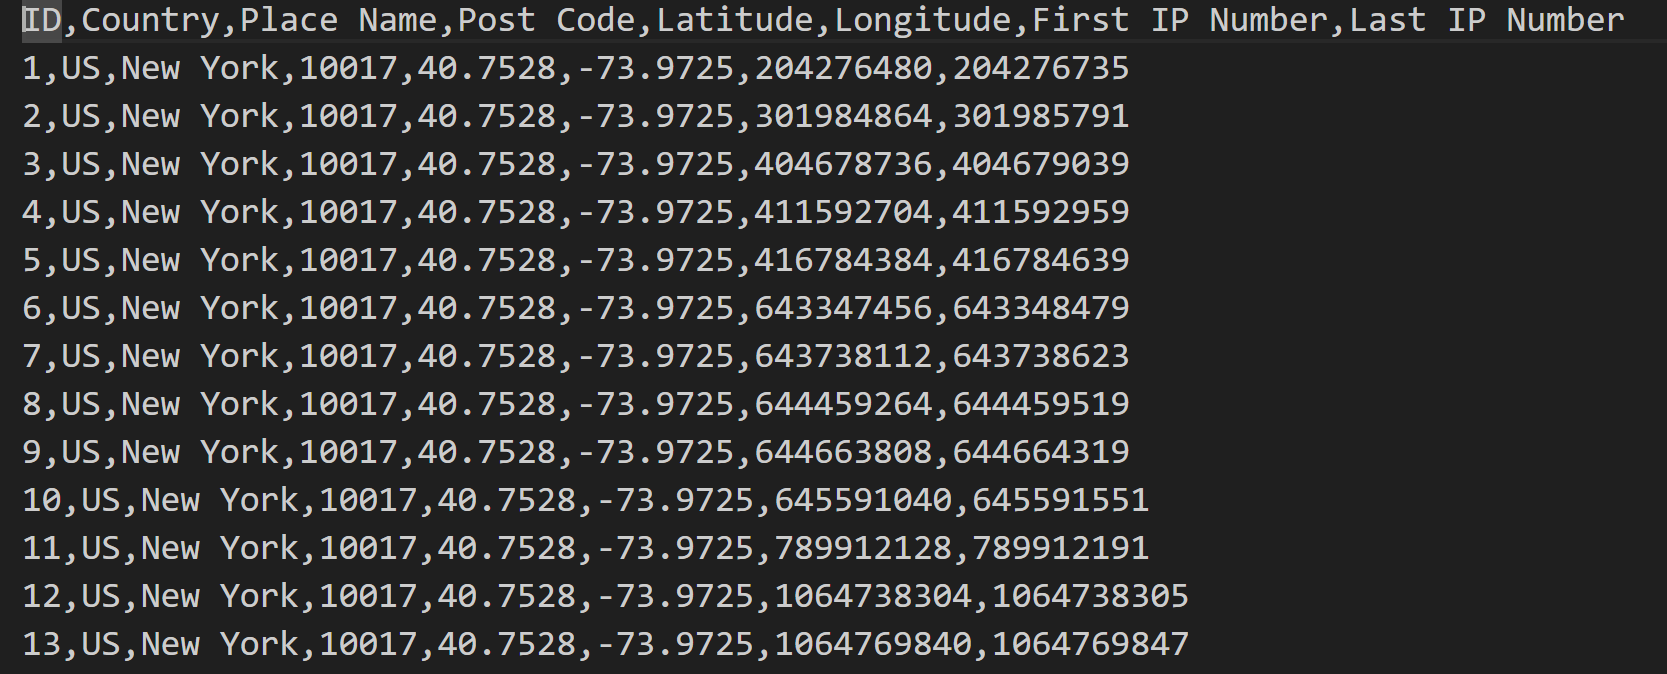 ID,Country,Place Name,Post Code,Latitude,Longitude,First IP Number,Last IP Number
1,US,New York,10017,40.7528,-73.9725,204276480,204276735
2,US,New York,10017,40.7528,-73.9725,301984864,301985791
3,US,New York,10017,40.7528,-73.9725,404678736,404679039
4,US,New York,10017,40.7528,-73.9725,411592704,411592959
5,US,New York,10017,40.7528,-73.9725,416784384,416784639
6,US,New York,10017,40.7528,-73.9725,643347456,643348479
7,US,New York,10017,40.7528,-73.9725,643738112,643738623
8,US,New York,10017,40.7528,-73.9725,644459264,644459519
9,US,New York,10017,40.7528,-73.9725,644663808,644664319
10,US,New York,10017,40.7528,-73.9725,645591040,645591551
11,US,New York,10017,40.7528,-73.9725,789912128,789912191
12,US,New York,10017,40.7528,-73.9725,1064738304,1064738305
13,US,New York,10017,40.7528,-73.9725,1064769840,1064769847